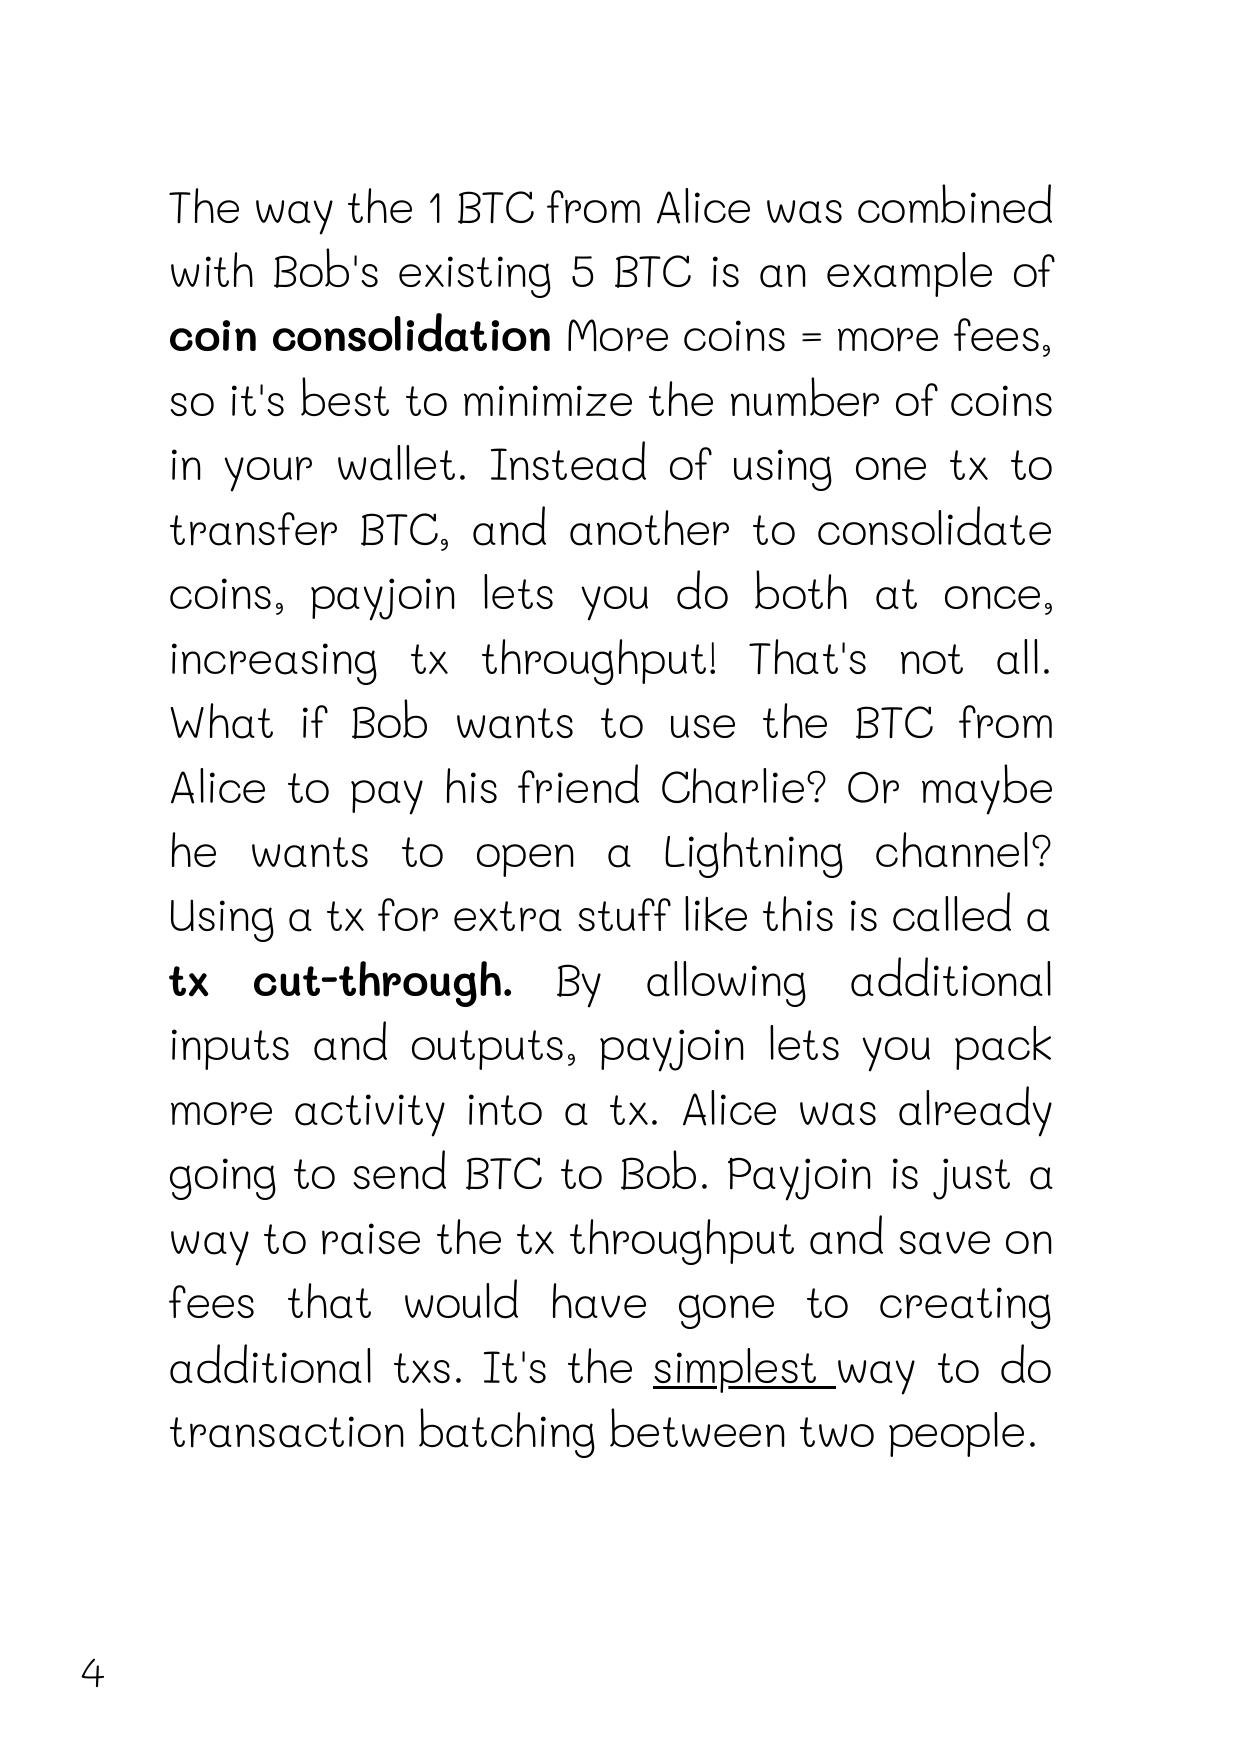 The way the 1 BTC from Alice was combined
with Bob's existing 5 BTC is an example of
coin consolidation More coins = more fees,
so it's best to minimize the number of coins
in your wallet. Instead of using one tx to
transfer BTC, and another to consolidate
coins, payjoin lets you do both at once,
increasing tx throughput! That's not all.
What if Bob wants to use the BTC from
Alice to pay his friend Charlie? Or maybe
he wants to open a Lightning channel?
Using a tx for extra stuff like this is called a
tx cut-through. By allowing additional
inputs and outputs, payjoin lets you pack
more activity into a tx. Alice was already
going to send BTC to Bob. Payjoin is just a
way to raise the tx throughput and save on
fees that would have gone to creating
additional txs. It's the simplest way to do
transaction batching between two people.
4